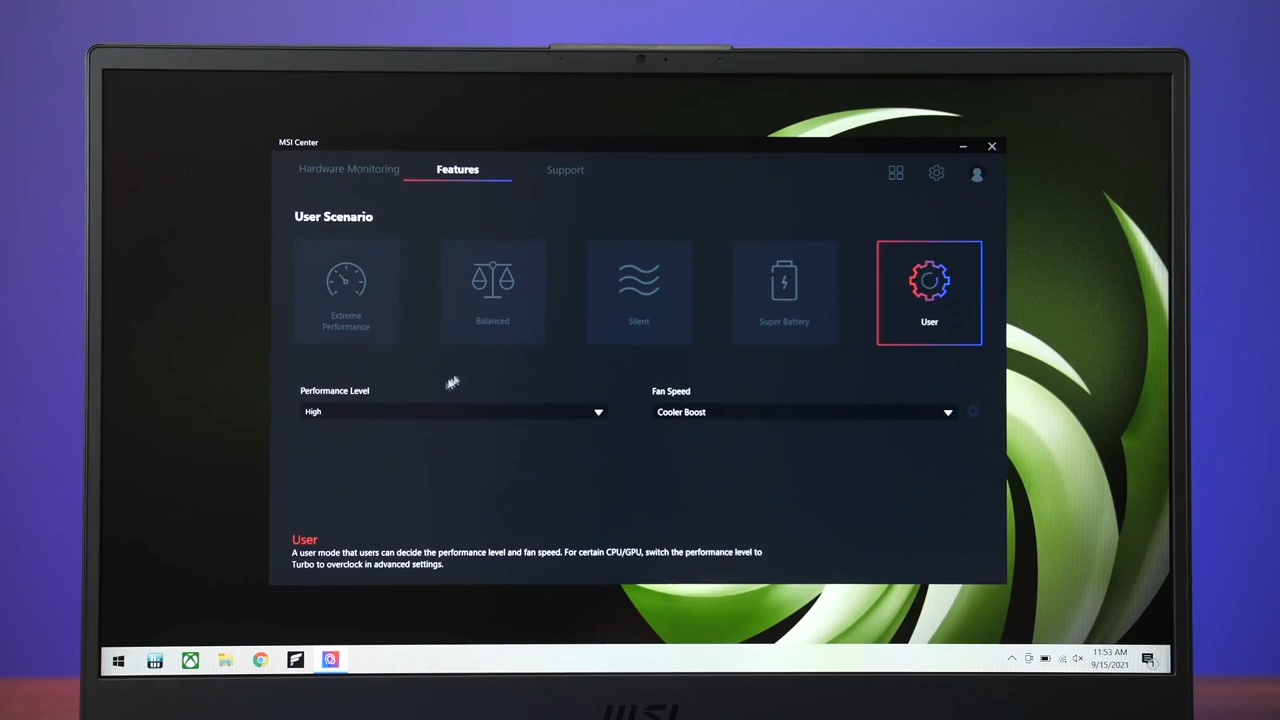 MSI Center
Hardware Monitoring
Features
Support
User Scenario
Extreme
Performance
Balanced
Silent
Super Battery
User
Performance Level
Fan Speed
High
Cooler Boost
User
A user mode that users can decide the performance level and fan speed. For certain CPU/GPU, switch the performance level to
Turbo to overclock in advanced settings.
11:53 AM
9/15/2021
1
msi